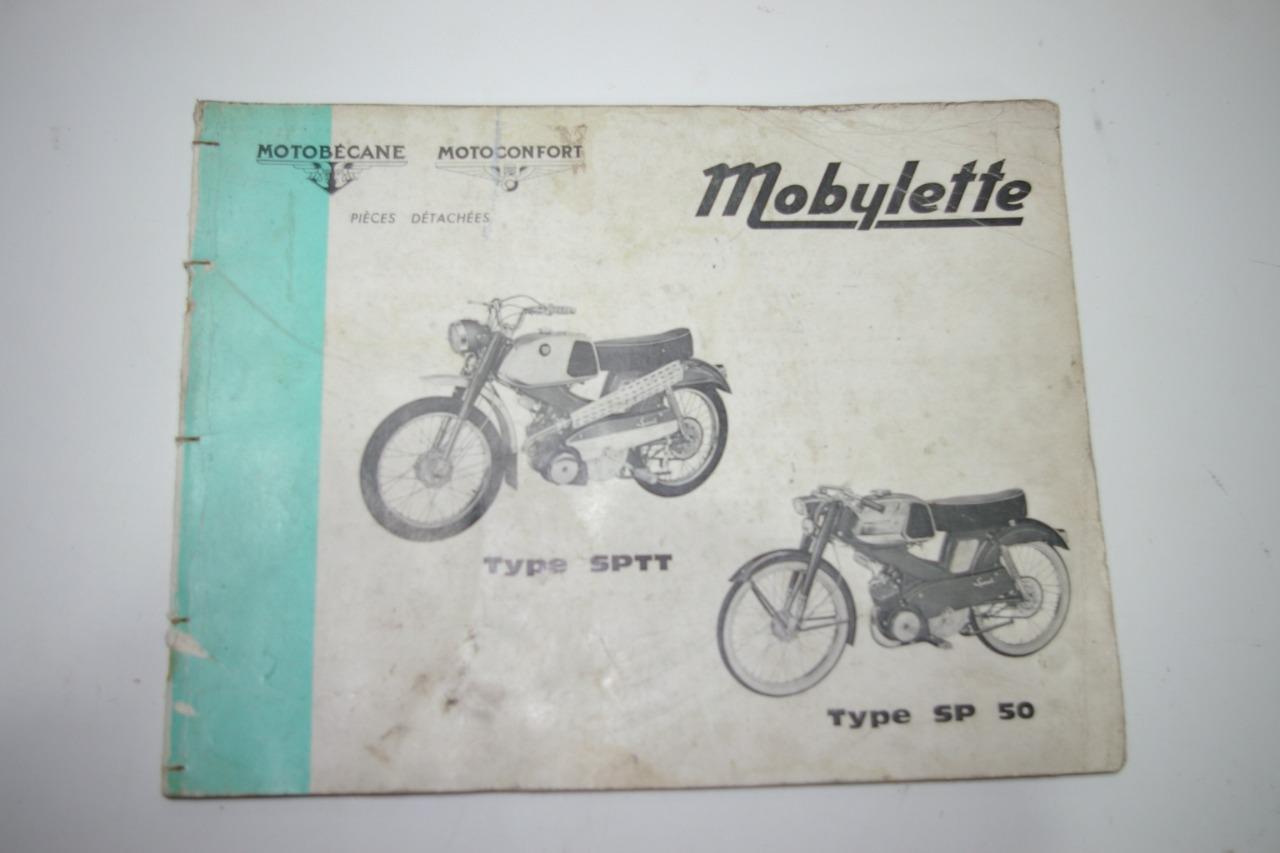 MOTOBÉCANE MOTOCONFORT
PIÈCES DÉTACHÉES
Mobylette
Type SPTT
Type SP 50